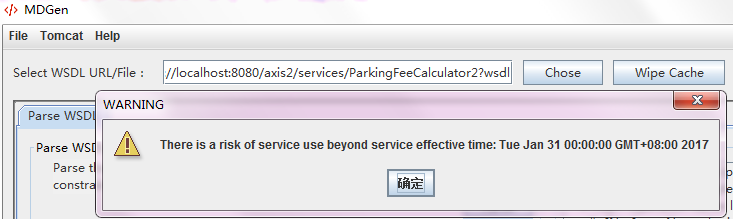 MDGen
File Tomcat Help
Select WSDL URL/File : //localhost:8080/axis2/services/ParkingFeeCalculator2?wsdl Chose Wipe Cache
WARNING
Parse WSDL
There is a risk of service use beyond service effective time: Tue Jan 31 00:00:00 GMT+08:00 2017
Parse WS
Parse th
constra
确定